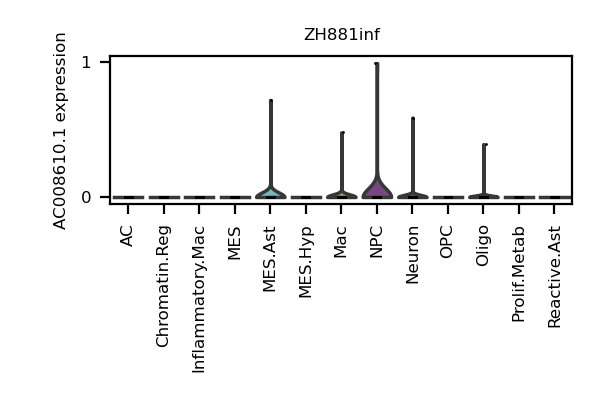 ZH881inf
AC008610.1 expression
1
0
AC
Chromatin.Reg
Inflammatory.Mac
MES
MES.Ast
MES.Hyp
Mac
NPC
Neuron
OPC
Oligo
Prolif.Metab
Reactive.Ast